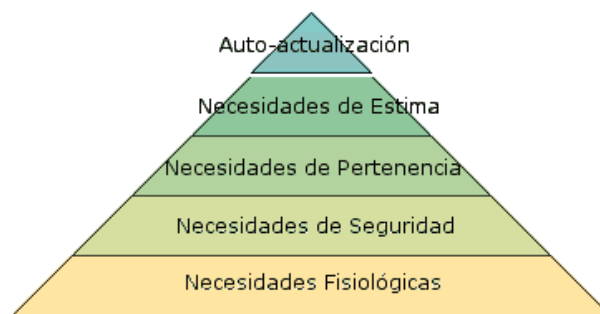 Auto-actualización
Necesidades de Estima
Necesidades de Pertenencia
Necesidades de Seguridad
Necesidades Fisiológicas